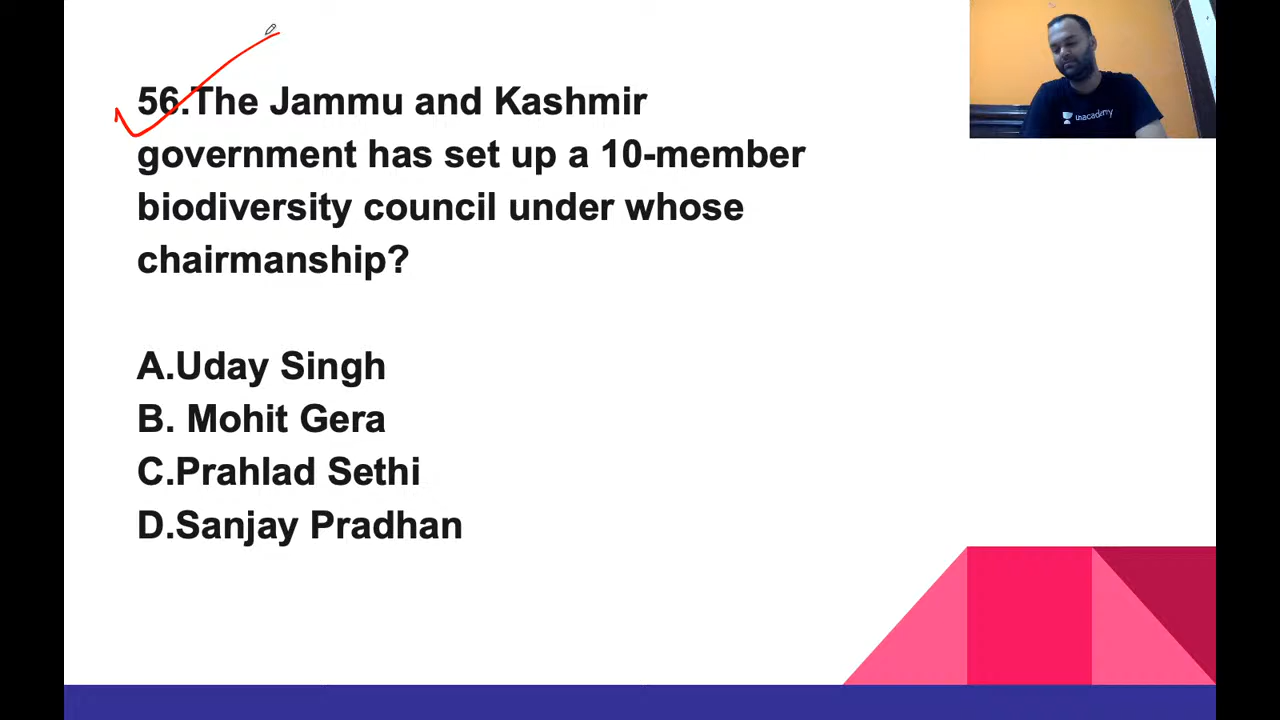 56.The Jammu and Kashmir
government has set up a 10-member
biodiversity council under whose
chairmanship?
A.Uday Singh
B. Mohit Gera
C.Prahlad Sethi
D.Sanjay Pradhan
unacademy